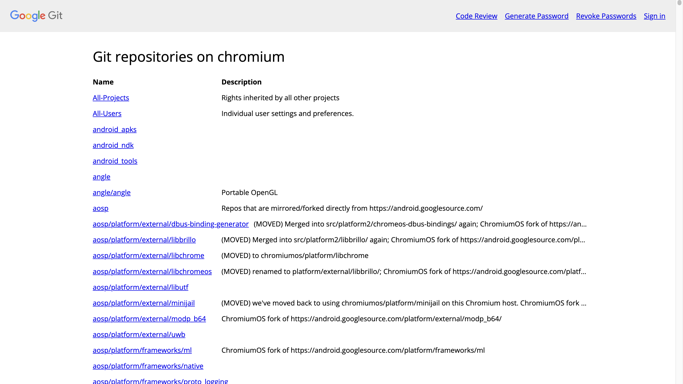 Google Git
Code Review Generate Password Revoke Passwords Sign in
Git repositories on chromium
Name Description
All-Projects Rights inherited by all other projects
All-Users Individual user settings and preferences.
android_apks
android_ndk
android_tools
angle
angle/angle Portable OpenGL
aosp Repos that are mirrored/forked directly from https://android.googlesource.com/
aosp/platform/external/dbus-binding-generator (MOVED) Merged into src/platform2/chromeos-dbus-bindings/ again; ChromiumOS fork of https://an...
aosp/platform/external/libbrillo (MOVED) Merged into src/platform2/libbrillo/ again; ChromiumOS fork of https://android.googlesource.com/pl...
aosp/platform/external/libchrome (MOVED) to chromiumos/platform/libchrome
aosp/platform/external/libchromeos (MOVED) renamed to platform/external/libbrillo/; ChromiumOS fork of https://android.googlesource.com/platf...
aosp/platform/external/libutf
aosp/platform/external/minijail (MOVED) we've moved back to using chromiumos/platform/minijail on this Chromium host. ChromiumOS fork ...
aosp/platform/external/modp_b64 ChromiumOS fork of https://android.googlesource.com/platform/external/modp_b64/
aosp/platform/external/uwb
aosp/platform/frameworks/ml ChromiumOS fork of https://android.googlesource.com/platform/frameworks/ml
aosp/platform/frameworks/native
aosp/platform/frameworks/proto_logging